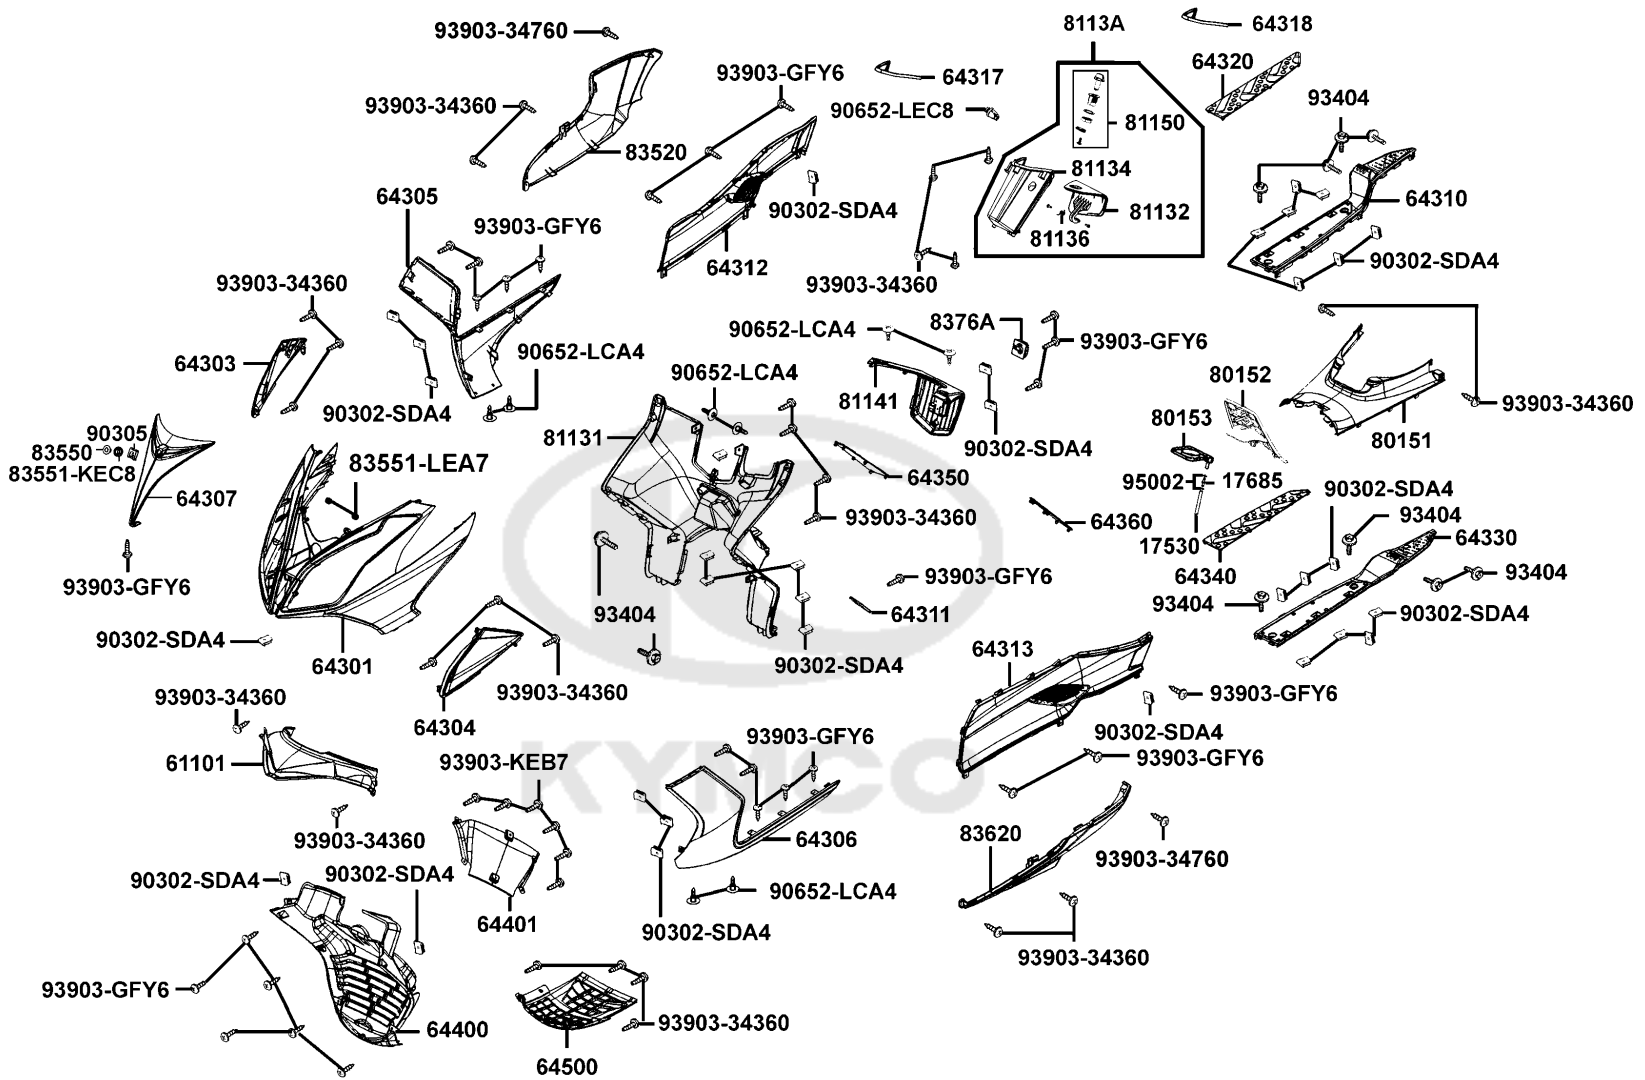 93903-34760
8113A
64318
93903-GFY6
64317
64320
93903-34360
90652-LEC8
93404
81150
83520
81134
64305
64310
90302-SDA4
81132
93903-GFY6
81136
64312
90302-SDA4
93903-34360
93903-34360
8376A
90652-LCA4
93903-GFY6
90652-LCA4
64303
90652-LCA4
80152
81141
93903-34360
90302-SDA4
80153
90305
81131
80151
90302-SDA4
83550
83551-LEA7
83551-KEC8
64350
95002
17685
90302-SDA4
64307
93903-34360
64360
93404
64330
17530
93903-GFY6
93903-GFY6
64340
93404
93404
93404
64311
90302-SDA4
90302-SDA4
64301
64313
90302-SDA4
93903-34360
93903-34360
93903-GFY6
64304
90302-SDA4
93903-GFY6
61101
93903-KEB7
93903-GFY6
KYMCO
93903-34360
64306
83620
93903-34760
90302-SDA4
90302-SDA4
90652-LCA4
64401
90302-SDA4
93903-34360
93903-GFY6
64400
93903-34360
64500